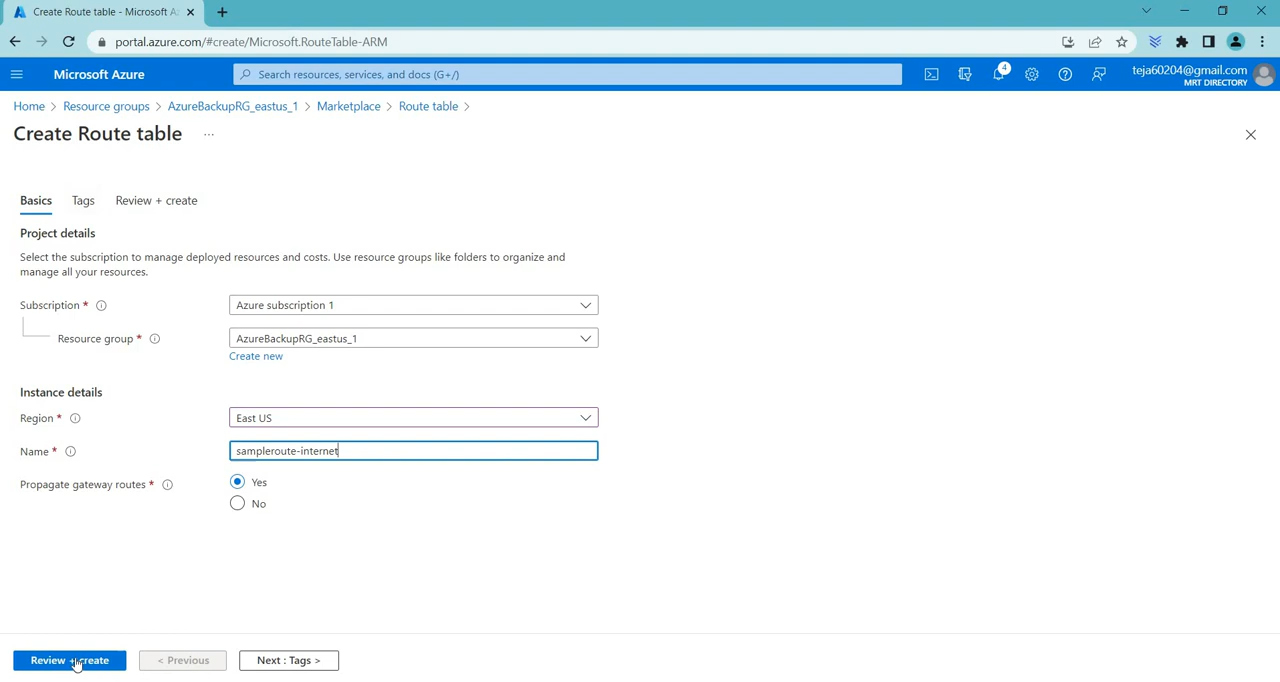 Create Route table - Microsoft Az
portal.azure.com/#create/Microsoft.RouteTable-ARM
Microsoft Azure
Search resources, services, and docs (G+/)
4
teja60204@gmail.com
MRT DIRECTORY
Home > Resource groups > AzureBackupRG_eastus_1 > Marketplace > Route table >
Create Route table ...
Basics Tags Review + create
Project details
Select the subscription to manage deployed resources and costs. Use resource groups like folders to organize and
manage all your resources.
Subscription * Azure subscription 1
Resource group * AzureBackupRG_eastus_1
Create new
Instance details
Region * East US
Name * sampleroute-internet
Propagate gateway routes * Yes
No
Review + create < Previous Next : Tags >